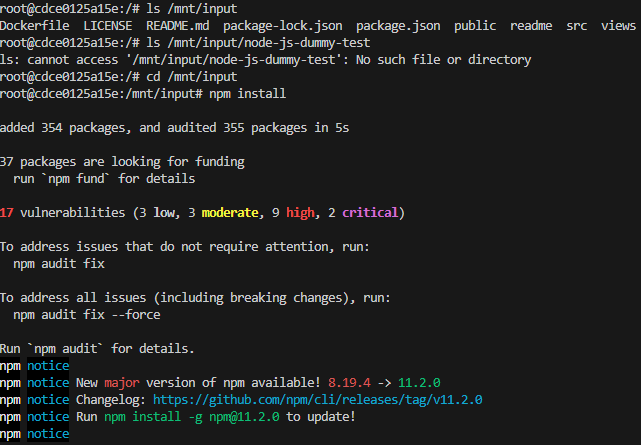 root@cdce0125a15e:/# ls /mnt/input
Dockerfile  LICENSE  README.md  package-lock.json  package.json  public  readme  src  views
root@cdce0125a15e:/# ls /mnt/input/node-js-dummy-test
ls: cannot access '/mnt/input/node-js-dummy-test': No such file or directory
root@cdce0125a15e:/# cd /mnt/input
root@cdce0125a15e:/mnt/input# npm install
added 354 packages, and audited 355 packages in 5s
37 packages are looking for funding
  run `npm fund` for details
17 vulnerabilities (3 low, 3 moderate, 9 high, 2 critical)
To address issues that do not require attention, run:
  npm audit fix
To address all issues (including breaking changes), run:
  npm audit fix --force
Run `npm audit` for details.
npm notice
npm notice New major version of npm available! 8.19.4 -> 11.2.0
npm notice Changelog: https://github.com/npm/cli/releases/tag/v11.2.0
npm notice Run npm install -g npm@11.2.0 to update!
npm notice